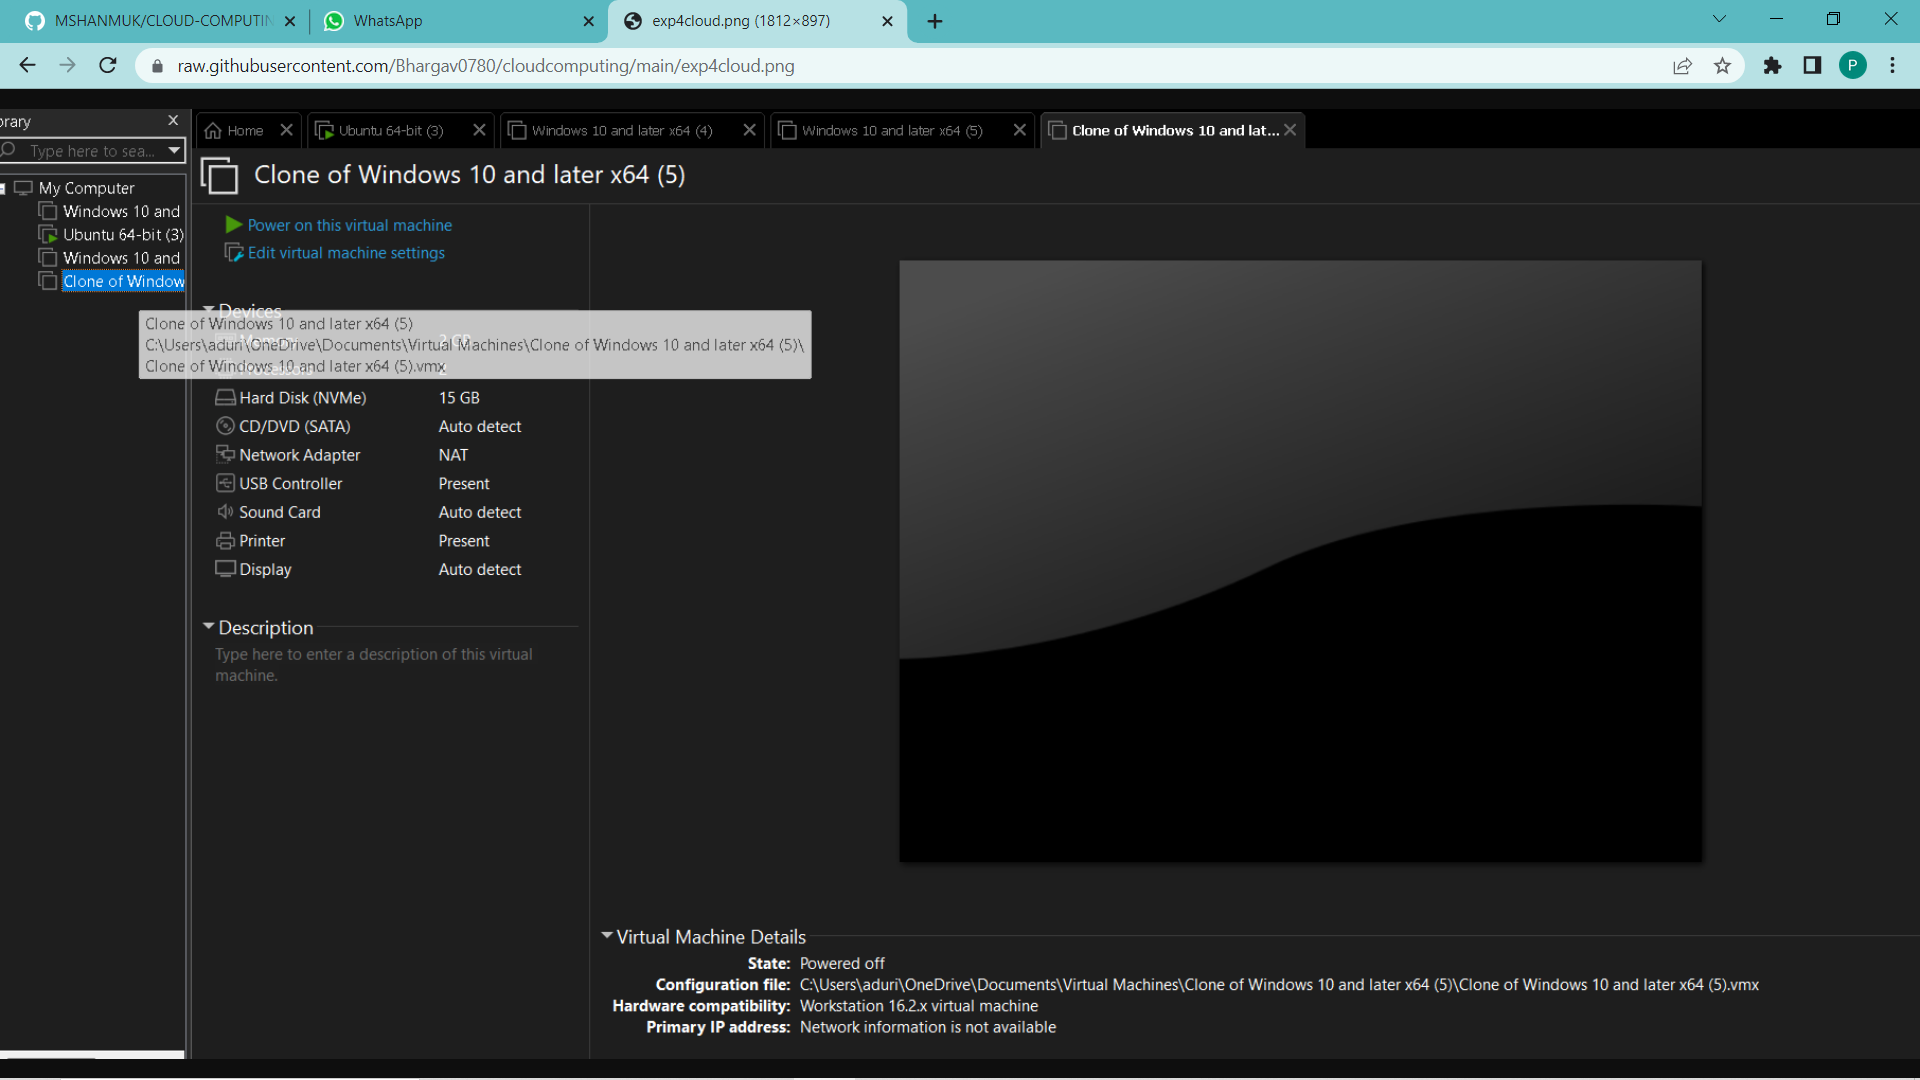 MSHANMUK/CLOUD-COMPUTIN
WhatsApp
exp4cloud.png (1812×897)
raw.githubusercontent.com/Bhargav0780/cloudcomputing/main/exp4cloud.png
P
rary
Type here to sea...
My Computer
Windows 10 and
Ubuntu 64-bit (3)
Windows 10 and
Clone of Window
Home
Ubuntu 64-bit (3)
Windows 10 and later x64 (4)
Windows 10 and later x64 (5)
Clone of Windows 10 and lat...
Clone of Windows 10 and later x64 (5)
Power on this virtual machine
Edit virtual machine settings
Devices
Clone of Windows 10 and later x64 (5)
C:\Users\aduri\OneDrive\Documents\Virtual Machines\Clone of Windows 10 and later x64 (5)\
Clone of Windows 10 and later x64 (5).vmx
Hard Disk (NVMe) 15 GB
CD/DVD (SATA) Auto detect
Network Adapter NAT
USB Controller Present
Sound Card Auto detect
Printer Present
Display Auto detect
Description
Type here to enter a description of this virtual
machine.
Virtual Machine Details
State: Powered off
Configuration file: C:\Users\aduri\OneDrive\Documents\Virtual Machines\Clone of Windows 10 and later x64 (5)\Clone of Windows 10 and later x64 (5).vmx
Hardware compatibility: Workstation 16.2.x virtual machine
Primary IP address: Network information is not available